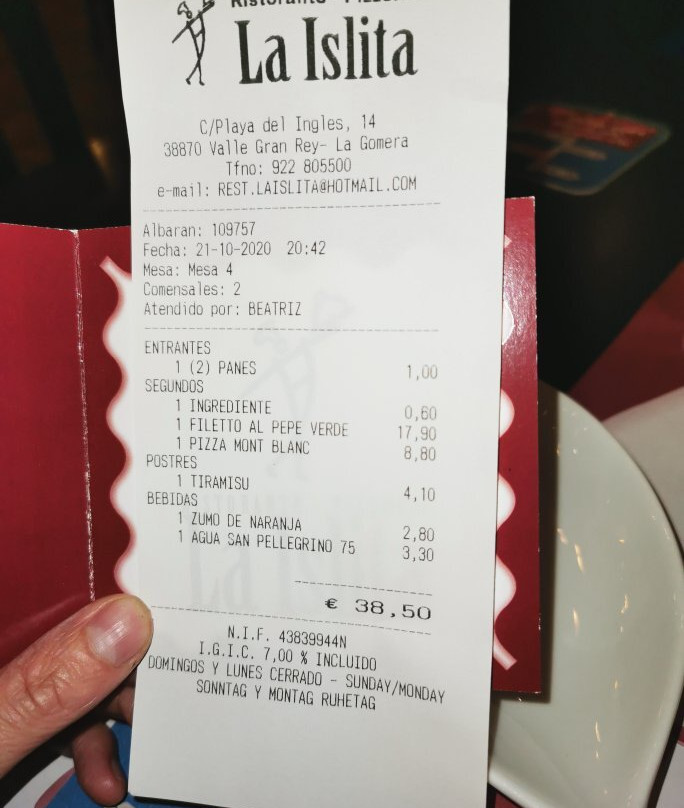 La Islita
C/Playa del Ingles, 14
38870 Valle Gran Rey- La Gomera
Tfno: 922 805500
e-mail: REST.LAISLITA@HOTMAIL.COM
Albaran: 109757
Fecha: 21-10-2020 20:42
Mesa: Mesa 4
Comensales: 2
Atendido por: BEATRIZ
ENTRANTES
1 (2) PANES 1,00
SEGUNDOS
1 INGREDIENTE 0,60
1 FILETTO AL PEPE VERDE 17,90
1 PIZZA MONT BLANC 8,80
POSTRES
1 TIRAMISU 4,10
BEBIDAS
1 ZUMO DE NARANJA 2,80
1 AGUA SAN PELLEGRINO 75 3,30
€ 38,50
N.I.F. 43839944N
I.G.I.C. 7,00 % INCLUIDO
DOMINGOS Y LUNES CERRADO - SUNDAY/MONDAY
SONNTAG Y MONTAG RUHETAG